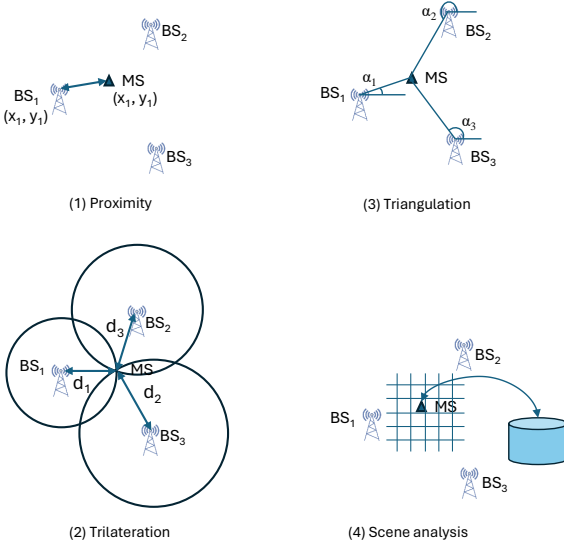 BS₂
MS
BS₁
(x₁, y₁)
(x₁, y₁)
BS₃
(1) Proximity
α₂
BS₂
α₁
MS
BS₁
α₃
BS₃
(3) Triangulation
d₃
BS₂
BS₁
MS
d₁
d₂
BS₃
(2) Trilateration
BS₂
MS
BS₁
BS₃
(4) Scene analysis